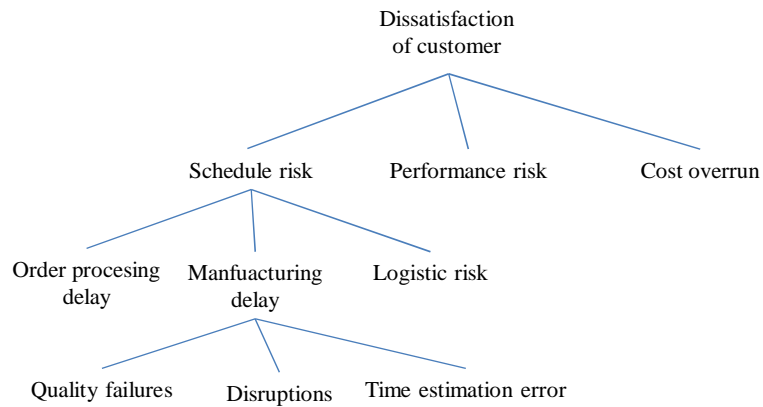 Dissatisfaction
of customer
Schedule risk
Performance risk
Cost overrun
Order procesing
delay
Manfuacturing
delay
Logistic risk
Quality failures
Disruptions
Time estimation error